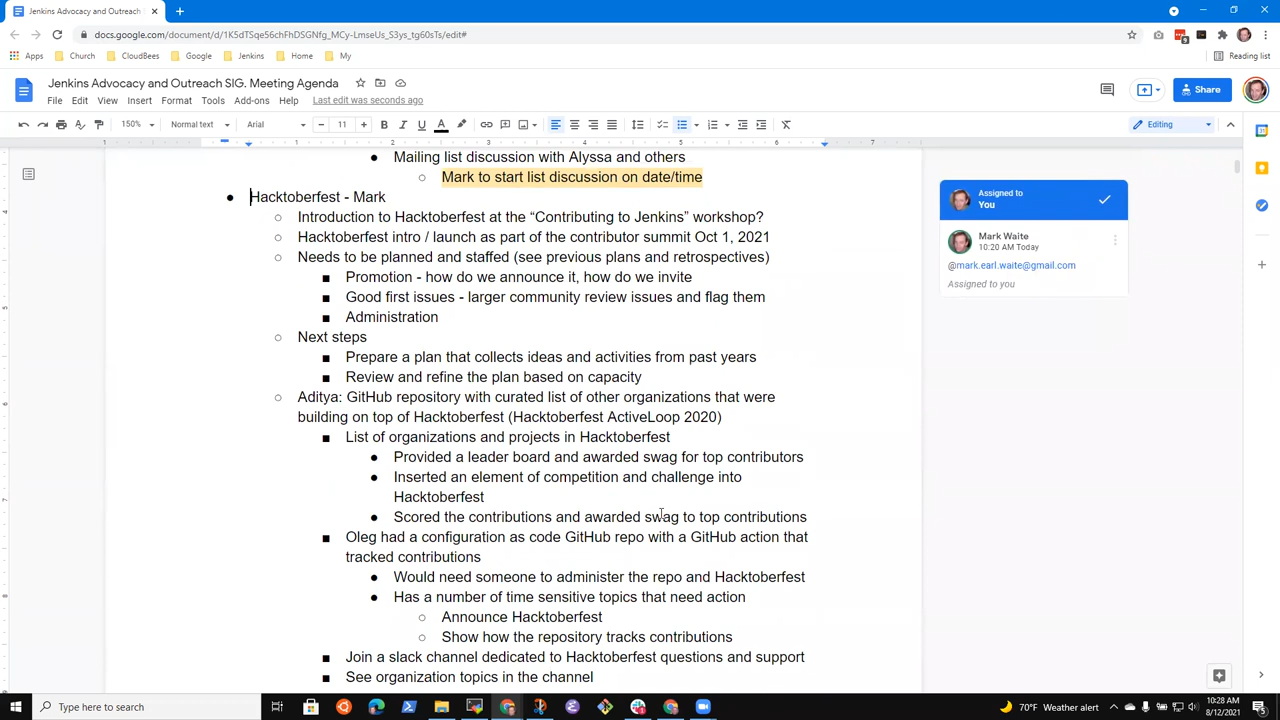 Jenkins Advocacy and Outreach S
docs.google.com/document/d/1K5dTSqe56chFhDSGNfg_MCy-LmseUs_S3ys_tg60sTs/edit#
Apps Church CloudBees Google Jenkins Home My Reading list
Jenkins Advocacy and Outreach SIG. Meeting Agenda
File Edit View Insert Format Tools Add-ons Help Last edit was seconds ago
Share
150% Normal text Arial 11 Editing
1 1 2 3 4 5 6 7
Mailing list discussion with Alyssa and others
Mark to start list discussion on date/time
Hacktoberfest - Mark
Introduction to Hacktoberfest at the “Contributing to Jenkins” workshop?
Hacktoberfest intro / launch as part of the contributor summit Oct 1, 2021
Needs to be planned and staffed (see previous plans and retrospectives)
Promotion - how do we announce it, how do we invite
Good first issues - larger community review issues and flag them
Administration
Next steps
Prepare a plan that collects ideas and activities from past years
Review and refine the plan based on capacity
Aditya: GitHub repository with curated list of other organizations that were
building on top of Hacktoberfest (Hacktoberfest ActiveLoop 2020)
List of organizations and projects in Hacktoberfest
Provided a leader board and awarded swag for top contributors
Inserted an element of competition and challenge into
Hacktoberfest
Scored the contributions and awarded swag to top contributions
Oleg had a configuration as code GitHub repo with a GitHub action that
tracked contributions
Would need someone to administer the repo and Hacktoberfest
Has a number of time sensitive topics that need action
Announce Hacktoberfest
Show how the repository tracks contributions
Join a slack channel dedicated to Hacktoberfest questions and support
See organization topics in the channel
Assigned to
You
Mark Waite
10:20 AM Today
@mark.earl.waite@gmail.com
Assigned to you
Type here to search
70°F Weather alert
10:28 AM
8/12/2021